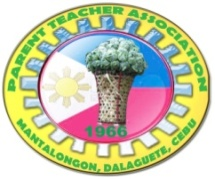 PARENT TEACHER ASSOCIATION
1966
MANTALONGON, DALAGUETE, CEBU